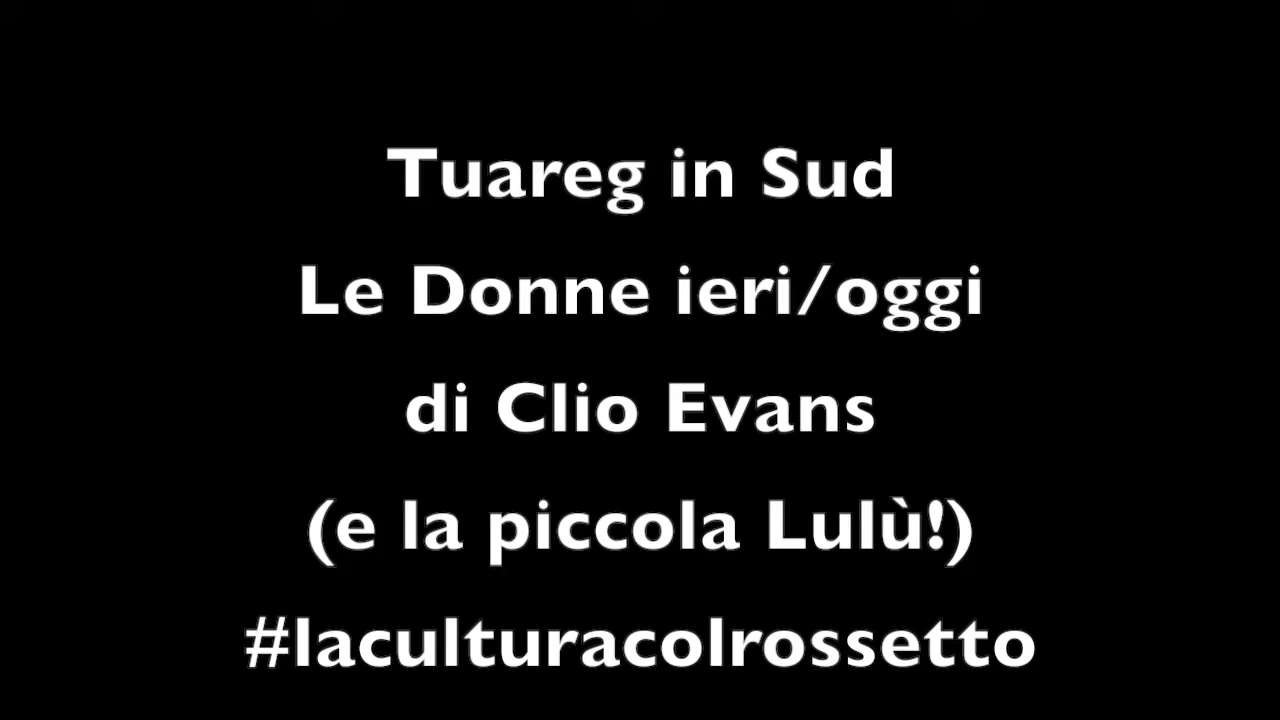 Tuareg in Sud
Le Donne ieri/oggi
di Clio Evans
(e la piccola Lulù!)
#laculturacolrossetto